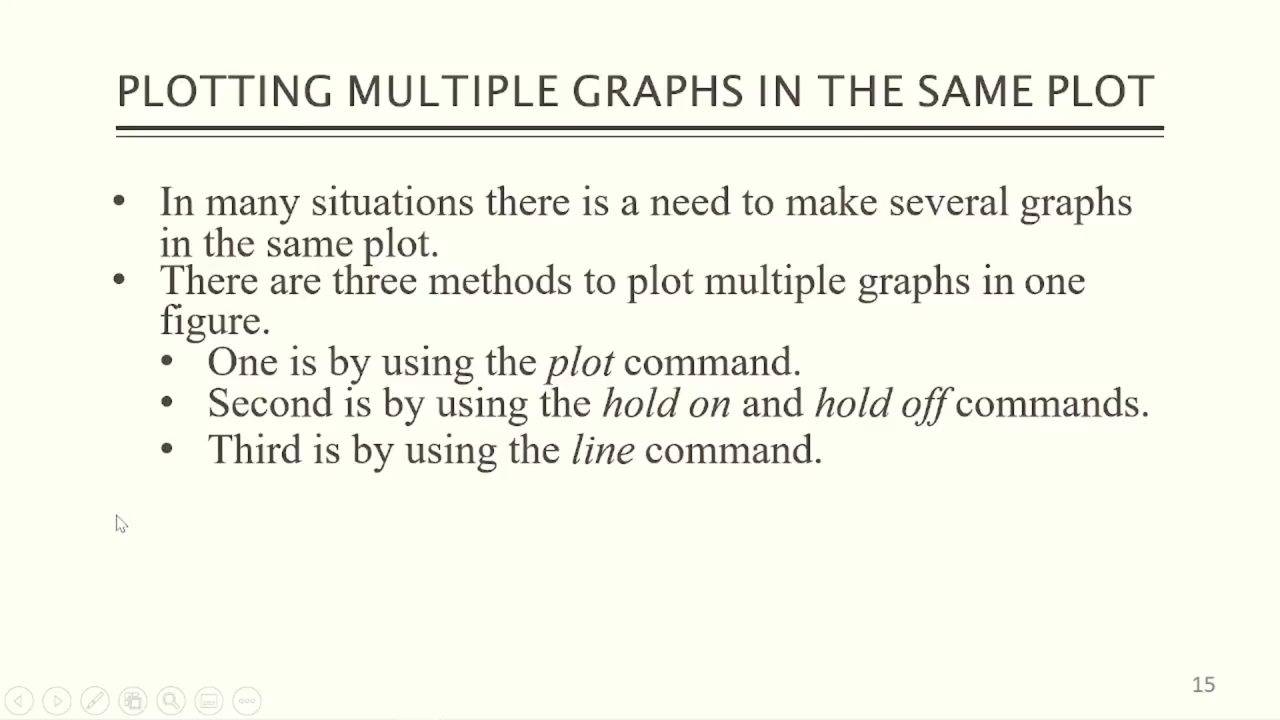 PLOTTING MULTIPLE GRAPHS IN THE SAME PLOT
• In many situations there is a need to make several graphs
in the same plot.
• There are three methods to plot multiple graphs in one
figure.
• One is by using the plot command.
• Second is by using the hold on and hold off commands.
• Third is by using the line command.
15